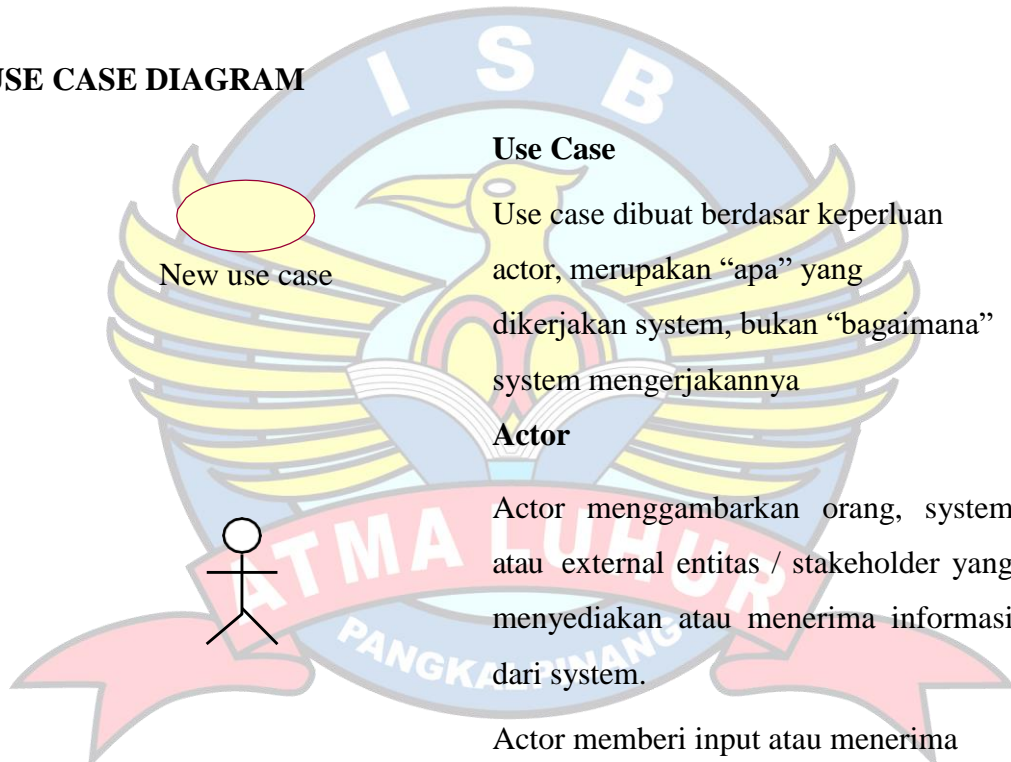 I S B
USE CASE DIAGRAM
Use Case
New use case
Use case dibuat berdasar keperluan
actor, merupakan “apa” yang
dikerjakan system, bukan “bagaimana”
system mengerjakannya
Actor
Actor menggambarkan orang, system
atau external entitas / stakeholder yang
menyediakan atau menerima informasi
dari system.
Actor memberi input atau menerima
ATMA LUHUR
PANGKALPINANG